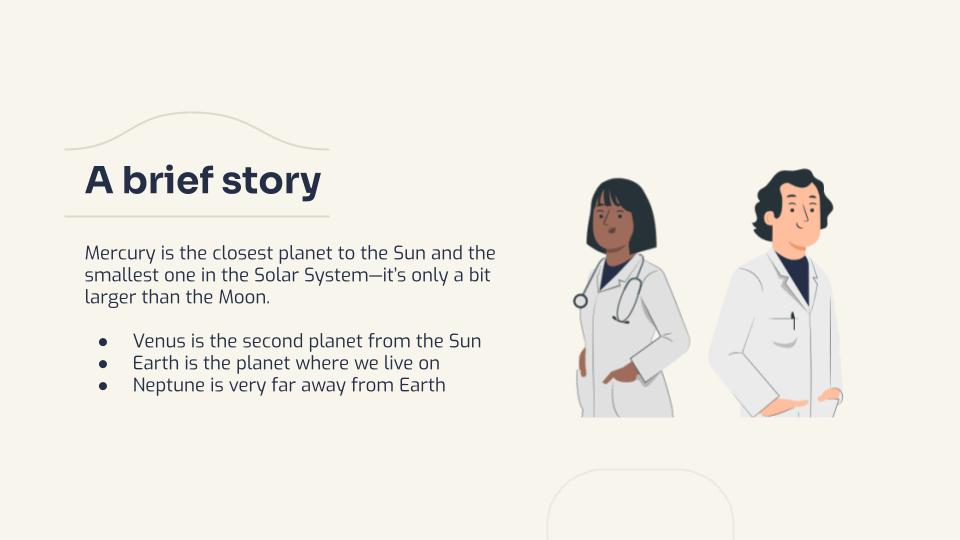 A brief story
Mercury is the closest planet to the Sun and the
smallest one in the Solar System—it's only a bit
larger than the Moon.
● Venus is the second planet from the Sun
● Earth is the planet where we live on
● Neptune is very far away from Earth